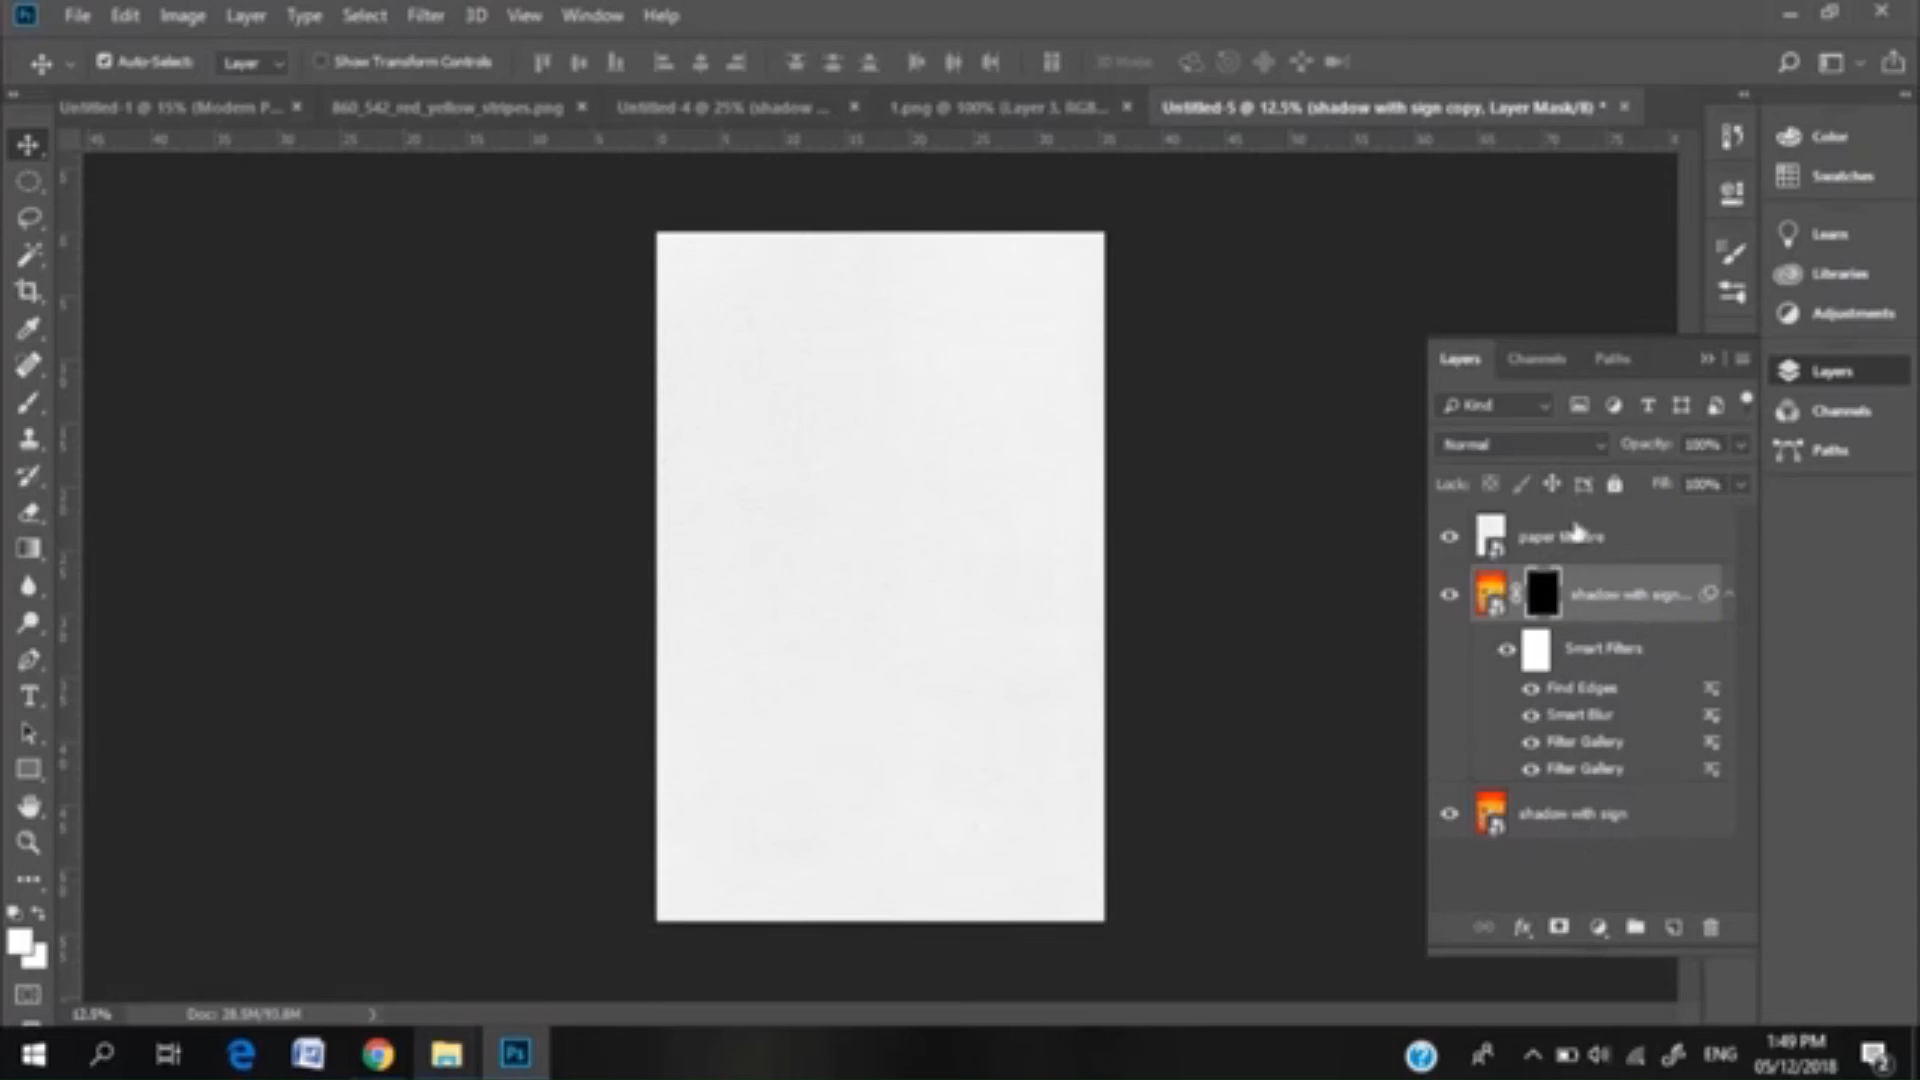 File Edit Image Layer Type Select Filter 3D View Window Help
Auto-Select: Layer Show Transform Controls 3D Mode
Untitled-1 @ 15% (Modern P... × 860_542_red_yellow_stripes.png × Untitled-4 @ 25% (shadow ... × 1.png @ 100% (Layer 3, RGB... × Untitled-5 @ 12.5% (shadow with sign copy, Layer Mask/8) * ×
Color
Swatches
Learn
Libraries
Adjustments
Layers
Channels
Paths
Layers Channels Paths
Kind
Normal Opacity: 100%
Lock: Fill: 100%
paper
shadow with sign...
Smart Filters
Find Edges
Smart Blur
Filter Gallery
Filter Gallery
shadow with sign
12.5% Doc: 28.5M/93.8M
ENG
1:49 PM
05/12/2018
2